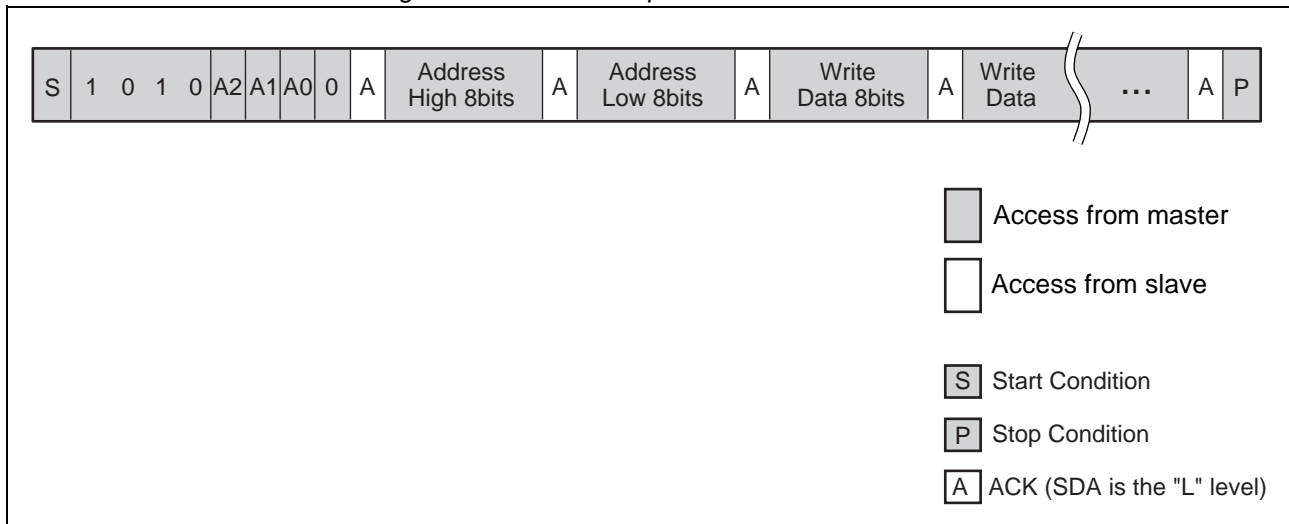 S 1 0 1 0 A2 A1 A0 0 A Address High 8bits A Address Low 8bits A Write Data 8bits A Write Data ... A P
Access from master
Access from slave
S Start Condition
P Stop Condition
A ACK (SDA is the "L" level)